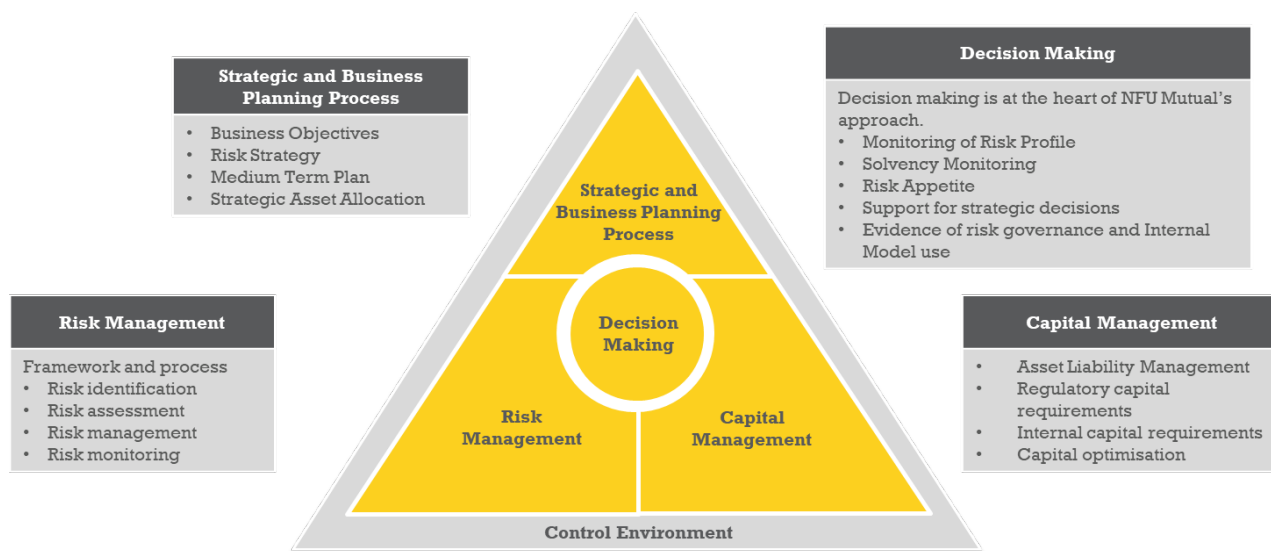 Strategic and Business
Planning Process
• Business Objectives
• Risk Strategy
• Medium Term Plan
• Strategic Asset Allocation
Decision Making
Decision making is at the heart of NFU Mutual's
approach.
• Monitoring of Risk Profile
• Solvency Monitoring
• Risk Appetite
• Support for strategic decisions
• Evidence of risk governance and Internal
Model use
Strategic and
Business Planning
Process
Decision
Making
Risk
Management
Capital
Management
Control Environment
Risk Management
Framework and process
• Risk identification
• Risk assessment
• Risk management
• Risk monitoring
Capital Management
• Asset Liability Management
• Regulatory capital
requirements
• Internal capital requirements
• Capital optimisation